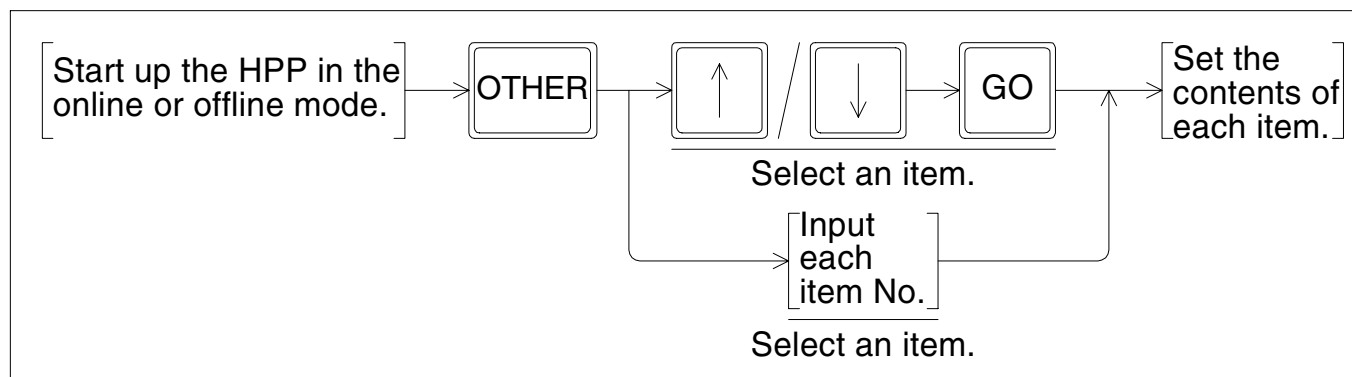 Start up the HPP in the
online or offline mode.
OTHER
↑ / ↓
GO
Select an item.
Set the
contents of
each item.
Input
each
item No.
Select an item.